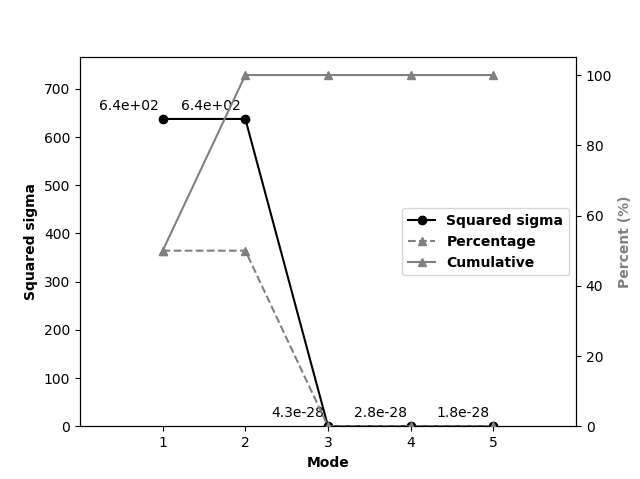 700
600
500
400
300
200
100
0
Squared sigma
6.4e+02 6.4e+02
4.3e-28 2.8e-28 1.8e-28
Squared sigma
Percentage
Cumulative
100
80
60
40
20
0
Percent (%)
1 2 3 4 5
Mode